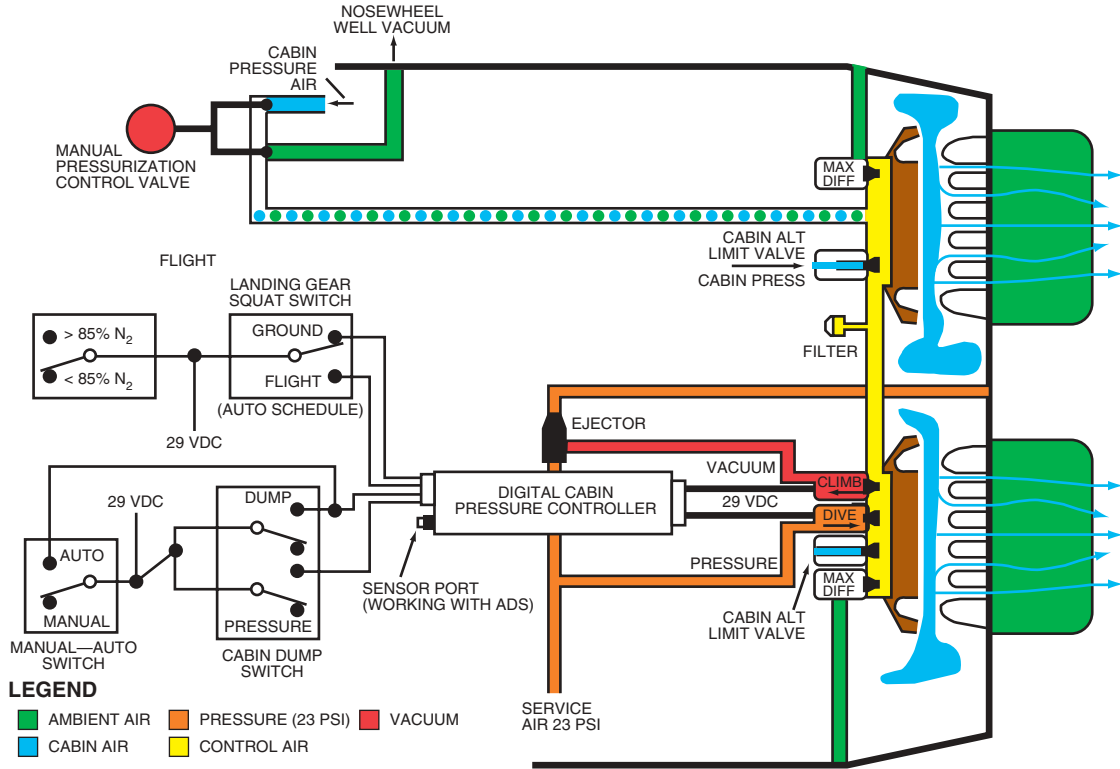 NOSEWHEEL
WELL VACUUM
CABIN
PRESSURE
AIR
MANUAL
PRESSURIZATION
CONTROL VALVE
MAX
DIFF
CABIN ALT
LIMIT VALVE
CABIN PRESS
FILTER
FLIGHT
LANDING GEAR
SQUAT SWITCH
> 85% N2
< 85% N2
GROUND
FLIGHT
(AUTO SCHEDULE)
29 VDC
EJECTOR
VACUUM
CLIMB
29 VDC
DIVE
DIGITAL CABIN
PRESSURE CONTROLLER
PRESSURE
MAX
DIFF
CABIN ALT
LIMIT VALVE
SENSOR PORT
(WORKING WITH ADS)
29 VDC
DUMP
AUTO
MANUAL
MANUAL—AUTO
SWITCH
PRESSURE
CABIN DUMP
SWITCH
SERVICE
AIR 23 PSI
LEGEND
AMBIENT AIR
PRESSURE (23 PSI)
VACUUM
CABIN AIR
CONTROL AIR